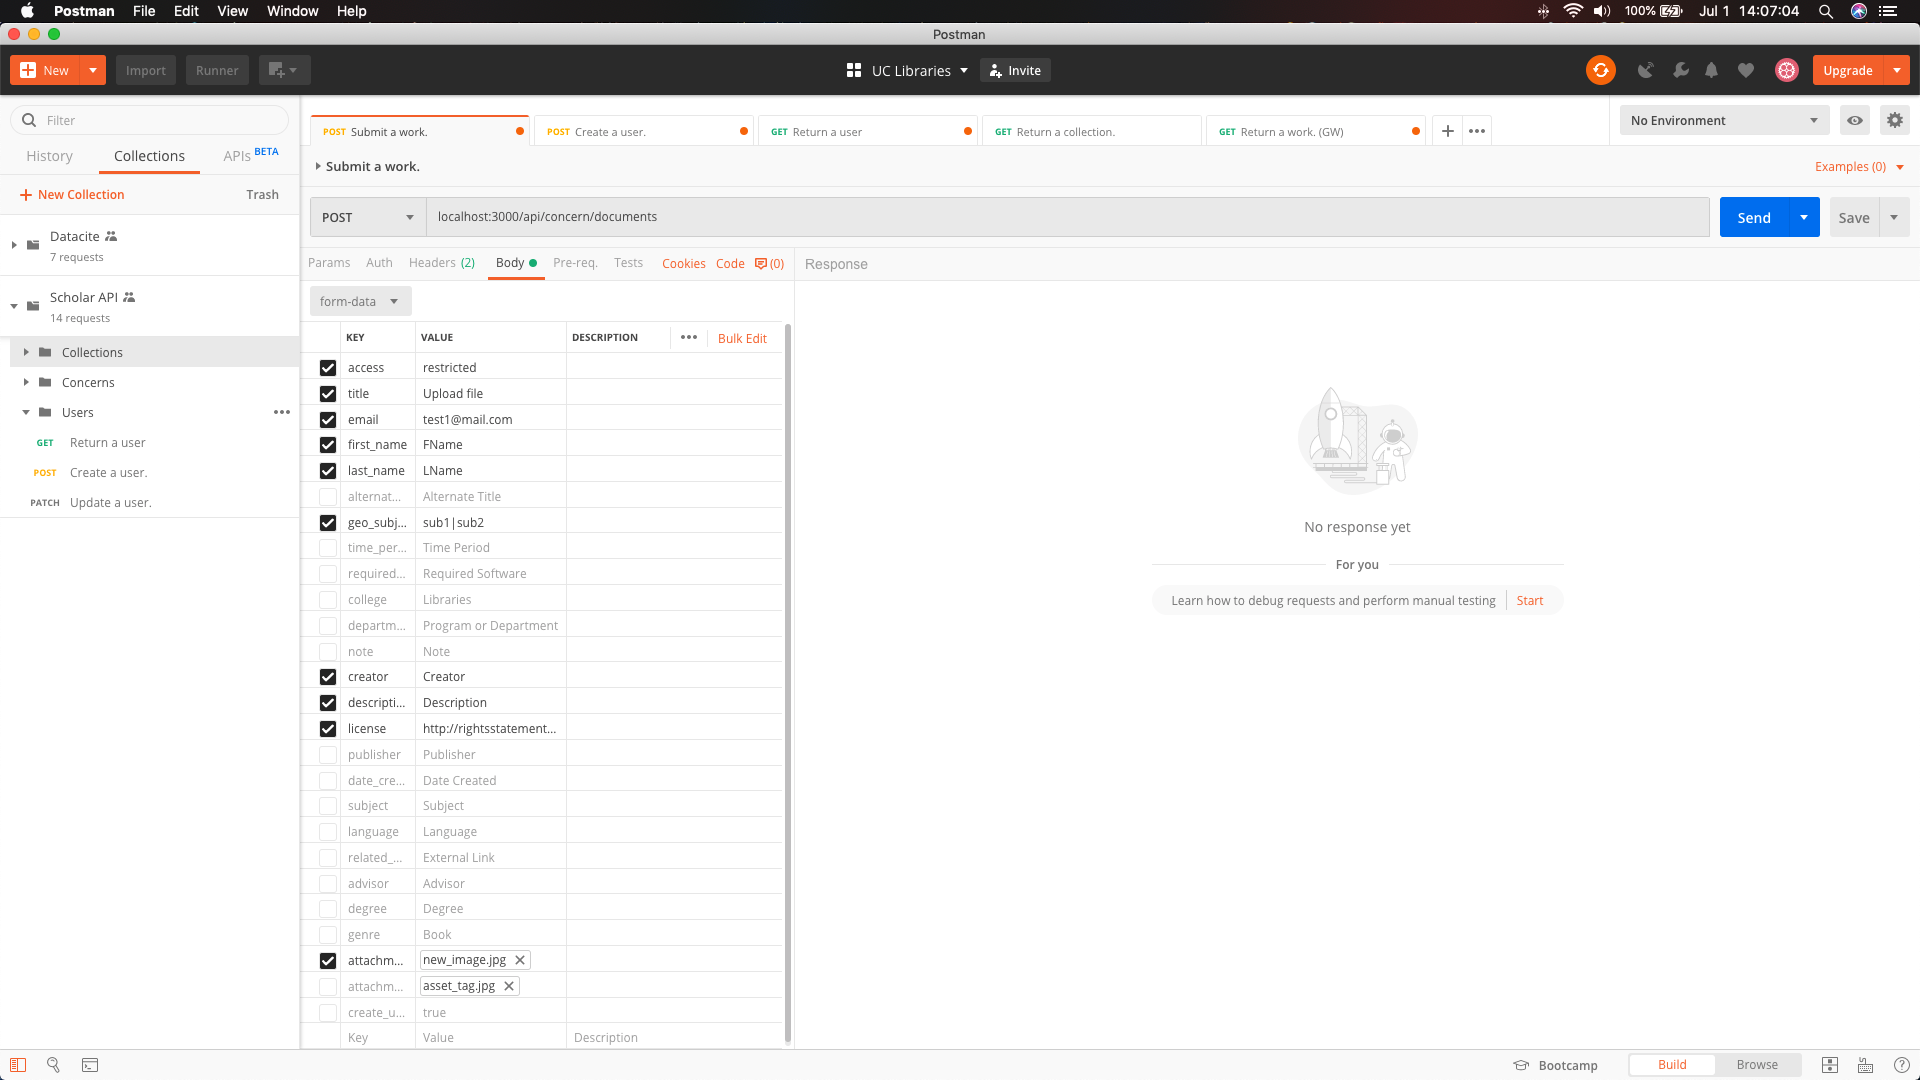 Postman File Edit View Window Help 100% Jul 1 14:07:04
Postman
New Import Runner UC Libraries Invite Upgrade
Filter
History Collections APIs BETA
New Collection Trash
Datacite
7 requests
Scholar API
14 requests
Collections
Concerns
Users
GET Return a user
POST Create a user.
PATCH Update a user.
POST Submit a work. POST Create a user. GET Return a user GET Return a collection. GET Return a work. (GW)
No Environment
Submit a work. Examples (0)
POST localhost:3000/api/concern/documents Send Save
Params Auth Headers (2) Body Pre-req. Tests Cookies Code (0) Response
form-data
KEY VALUE DESCRIPTION Bulk Edit
access restricted
title Upload file
email test1@mail.com
first_name FName
last_name LName
alternat... Alternate Title
geo_subj... sub1|sub2
time_per... Time Period
required... Required Software
college Libraries
departm... Program or Department
note Note
creator Creator
descripti... Description
license http://rightsstatement...
publisher Publisher
date_cre... Date Created
subject Subject
language Language
related_... External Link
advisor Advisor
degree Degree
genre Book
attachm... new_image.jpg
attachm... asset_tag.jpg
create_u... true
Key Value Description
No response yet
For you
Learn how to debug requests and perform manual testing Start
Bootcamp Build Browse